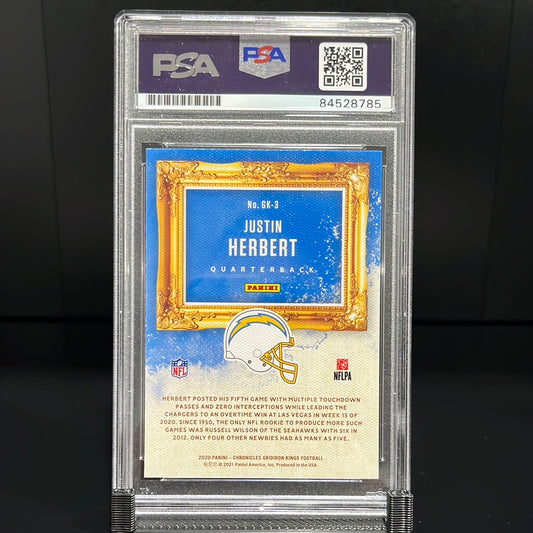 PSA
PSA
84528785
No. GK-3
JUSTIN
HERBERT
QUARTERBACK
PANINI
NFL
NFLPA
HERBERT POSTED HIS FIFTH GAME WITH MULTIPLE TOUCHDOWN
PASSES AND ZERO INTERCEPTIONS WHILE LEADING THE
CHARGERS TO AN OVERTIME WIN AT LAS VEGAS IN WEEK 15 OF
2020. SINCE 1950, THE ONLY NFL ROOKIE TO PRODUCE MORE SUCH
GAMES WAS RUSSELL WILSON OF THE SEAHAWKS WITH SIX IN
2012. ONLY FOUR OTHER NEWBIES HAD AS MANY AS FIVE.
2020 PANINI – CHRONICLES GRIDIRON KINGS FOOTBALL
© 2021 Panini America, Inc. Produced in the USA.